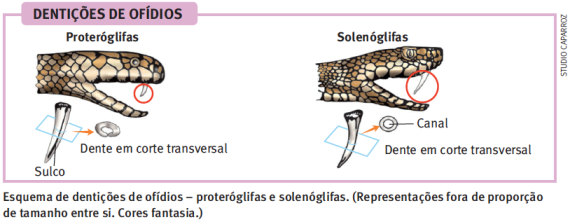 DENTIÇÕES DE OFÍDIOS
Proteróglifas
Solenóglifas
Canal
Dente em corte transversal
Dente em corte transversal
Sulco
STUDIO CAPARROZ
Esquema de dentições de ofídios – proteróglifas e solenóglifas. (Representações fora de proporção
de tamanho entre si. Cores fantasia.)